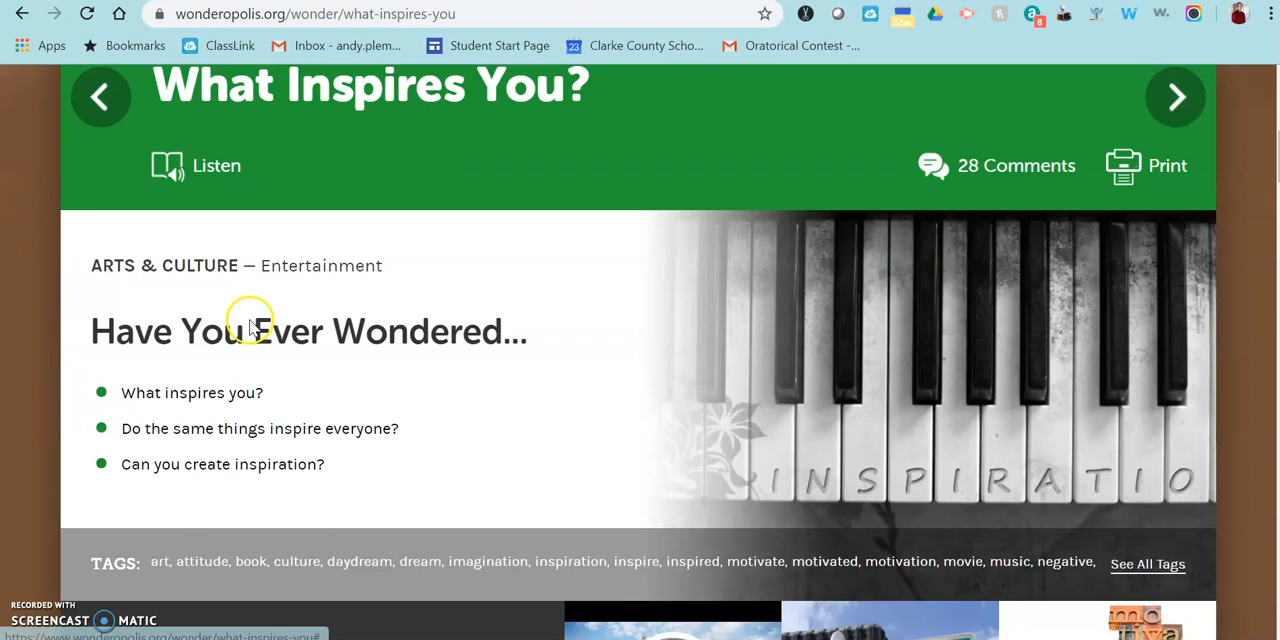 wonderopolis.org/wonder/what-inspires-you
32m
8
Apps
Bookmarks
ClassLink
Inbox - andy.plem...
Student Start Page
23
Clarke County Scho...
Oratorical Contest -...
What Inspires You?
Listen
28 Comments
Print
ARTS & CULTURE — Entertainment
Have You Ever Wondered...
What inspires you?
Do the same things inspire everyone?
Can you create inspiration?
INSPIRATIO
TAGS: art, attitude, book, culture, daydream, dream, imagination, inspiration, inspire, inspired, motivate, motivated, motivation, movie, music, negative,
See All Tags
RECORDED WITH
SCREENCAST MATIC
https://www.wonderopolis.org/wonder/what-inspires-you#